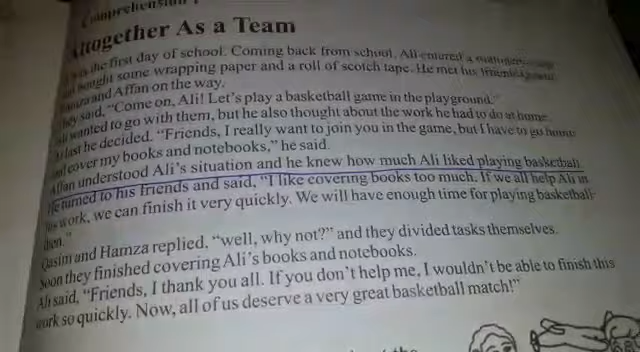 Comprehension
Altogether As a Team
was the first day of school. Coming back from school, Ali entered a
bought some wrapping paper and a roll of scotch tape. He met his friends
Hamza and Affan on the way.
They said, “Come on, Ali! Let’s play a basketball game in the playground.”
Ali wanted to go with them, but he also thought about the work he had to do at home.
At last he decided. “Friends, I really want to join you in the game, but I have to go home
and cover my books and notebooks,” he said.
Affan understood Ali’s situation and he knew how much Ali liked playing basketball.
He turned to his friends and said, “I like covering books too much. If we all help Ali in
his work, we can finish it very quickly. We will have enough time for playing basketball
then.”
Qasim and Hamza replied, “well, why not?” and they divided tasks themselves.
Soon they finished covering Ali’s books and notebooks.
Ali said, “Friends, I thank you all. If you don’t help me, I wouldn’t be able to finish this
work so quickly. Now, all of us deserve a very great basketball match!”
the